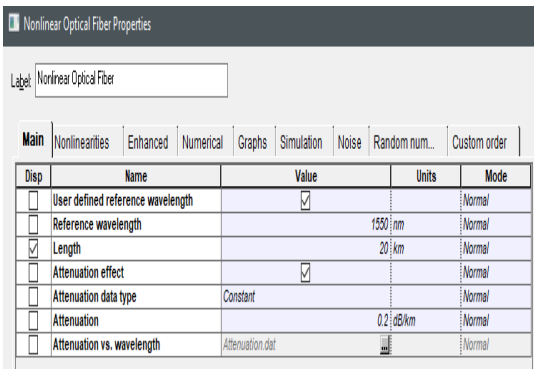 Nonlinear Optical Fiber Properties
Label: Nonlinear Optical Fiber
Main Nonlinearities Enhanced Numerical Graphs Simulation Noise Random num... Custom order
Disp Name Value Units Mode
User defined reference wavelength Normal
Reference wavelength 1550 nm Normal
Length 20 km Normal
Attenuation effect Normal
Attenuation data type Constant Normal
Attenuation 0.2 dB/km Normal
Attenuation vs. wavelength Attenuation.dat ... Normal